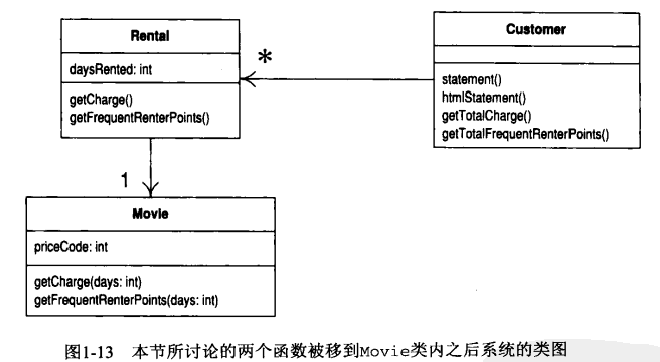 Rental
daysRented: int
getCharge()
getFrequentRenterPoints()
*
Customer
statement()
htmlStatement()
getTotalCharge()
getTotalFrequentRenterPoints()
1
Movie
priceCode: int
getCharge(days: int)
getFrequentRenterPoints(days: int)
图1-13 本节所讨论的两个函数被移到Movie类内之后系统的类图